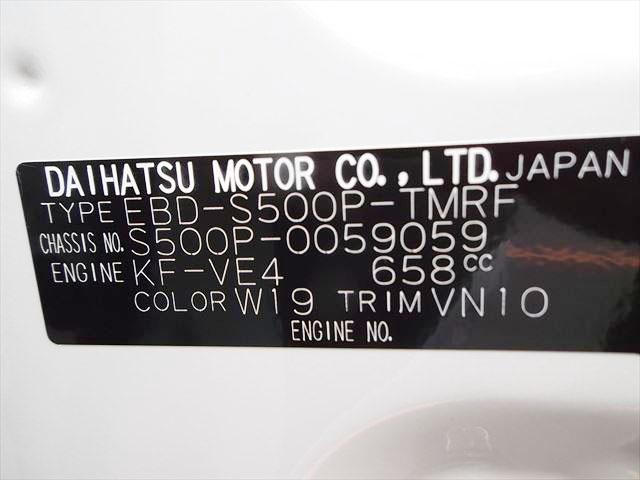 DAIHATSU MOTOR CO.,LTD.JAPAN
TYPE EBD-S500P-TMRF
CHASSIS NO. S500P-0059059
ENGINE KF-VE4 658cc
COLOR W19 TRIM VN10
ENGINE NO.